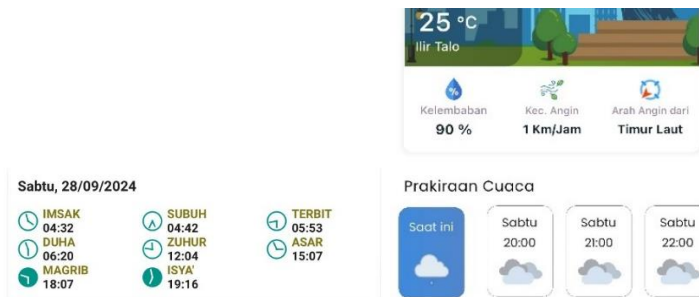 25 °C
Ilir Talo
Kelembaban
90 %
Kec. Angin
1 Km/Jam
Arah Angin dari
Timur Laut
Sabtu, 28/09/2024
IMSAK
04:32
SUBUH
04:42
TERBIT
05:53
DUHA
06:20
ZUHUR
12:04
ASAR
15:07
MAGRIB
18:07
ISYA'
19:16
Prakiraan Cuaca
Saat ini
Sabtu
20:00
Sabtu
21:00
Sabtu
22:00